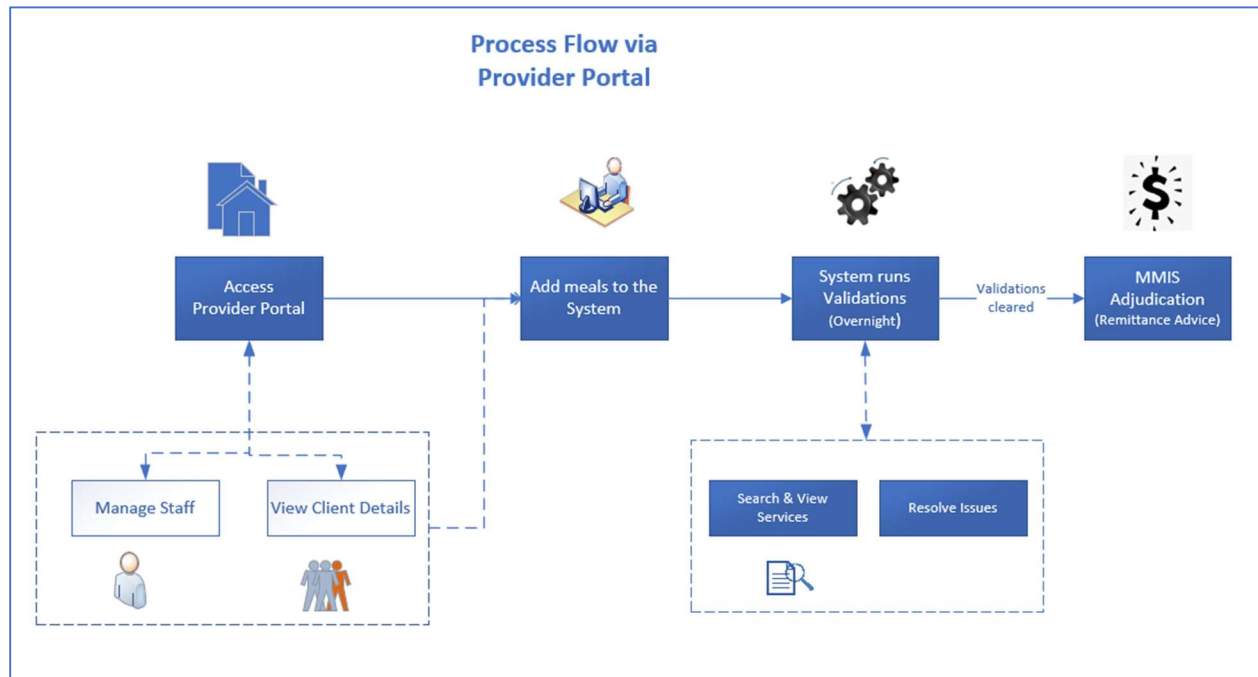 Process Flow via
Provider Portal
Access
Provider Portal
Add meals to the
System
System runs
Validations
(Overnight)
Validations
cleared
MMIS
Adjudication
(Remittance Advice)
Manage Staff
View Client Details
Search & View
Services
Resolve Issues
$